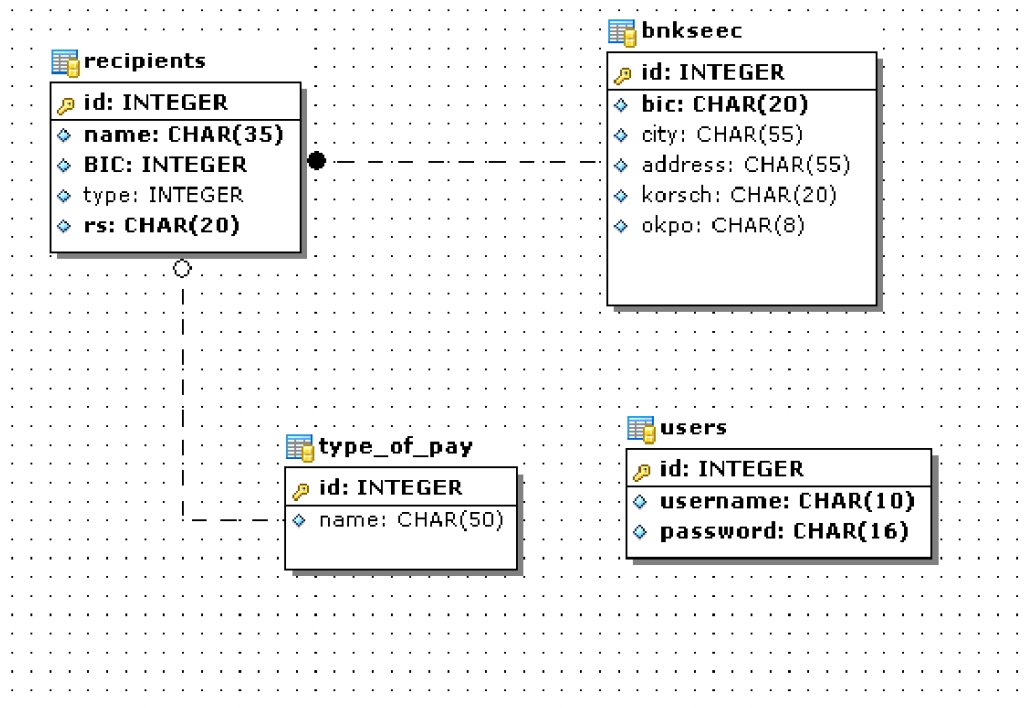 recipients
id: INTEGER
name: CHAR(35)
BIC: INTEGER
type: INTEGER
rs: CHAR(20)
bnkseec
id: INTEGER
bic: CHAR(20)
city: CHAR(55)
address: CHAR(55)
korsch: CHAR(20)
okpo: CHAR(8)
type_of_pay
id: INTEGER
name: CHAR(50)
users
id: INTEGER
username: CHAR(10)
password: CHAR(16)